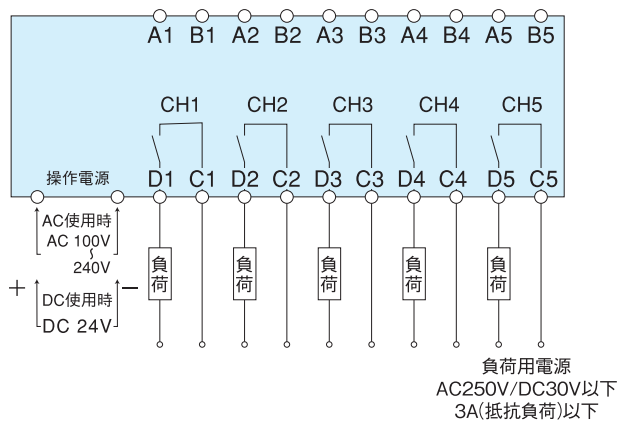 A1 B1 A2 B2 A3 B3 A4 B4 A5 B5
CH1 CH2 CH3 CH4 CH5
操作電源 D1 C1 D2 C2 D3 C3 D4 C4 D5 C5
AC使用時
AC 100V
~
240V
+ −
DC使用時
DC 24V
負荷 負荷 負荷 負荷 負荷
負荷用電源
AC250V/DC30V以下
3A(抵抗負荷)以下